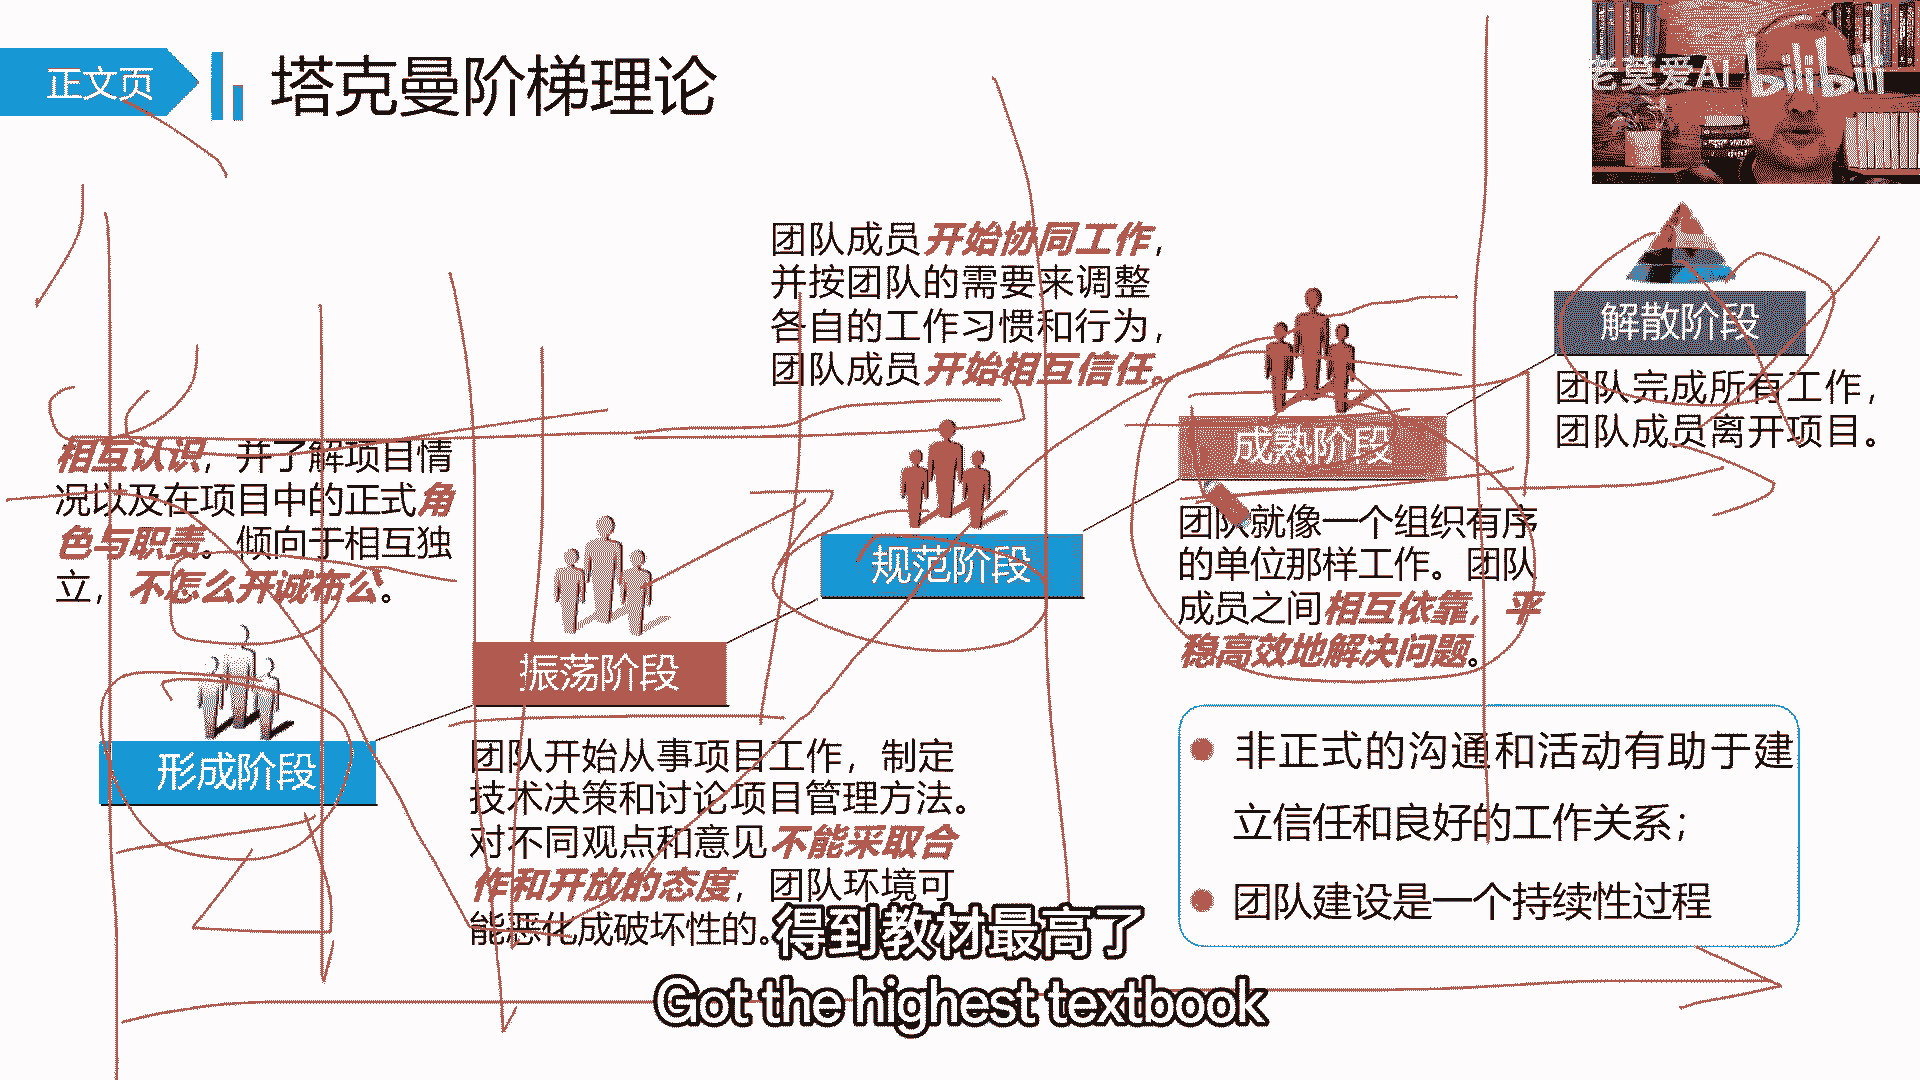 正文页
塔克曼阶梯理论
老莫爱AI
bilibili
团队成员开始协同工作，
并按团队的需要来调整
各自的工作习惯和行为，
团队成员开始相互信任。
解散阶段
团队完成所有工作，
团队成员离开项目。
成熟阶段
团队就像一个组织有序
的单位那样工作。团队
成员之间相互依靠，平
稳高效地解决问题。
相互认识，并了解项目情
况以及在项目中的正式角
色与职责。倾向于相互独
立，不怎么开诚布公。
规范阶段
振荡阶段
形成阶段
团队开始从事项目工作，制定
技术决策和讨论项目管理方法。
对不同观点和意见不能采取合
作和开放的态度，团队环境可
能恶化成破坏性的。
非正式的沟通和活动有助于建
立信任和良好的工作关系；
团队建设是一个持续性过程
得到教材最高了
Got the highest textbook